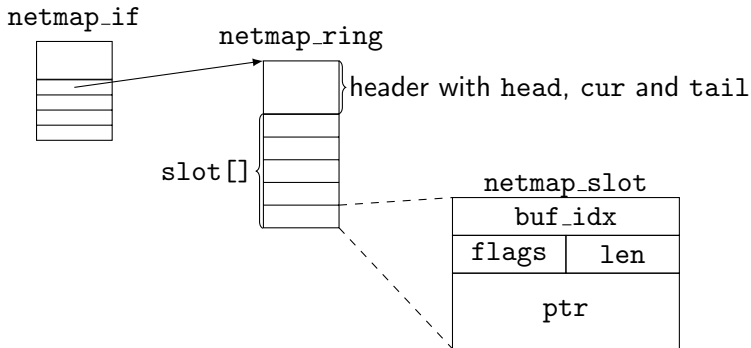 netmap_if
netmap_ring
header with head, cur and tail
slot[]
netmap_slot
buf_idx
flags len
ptr